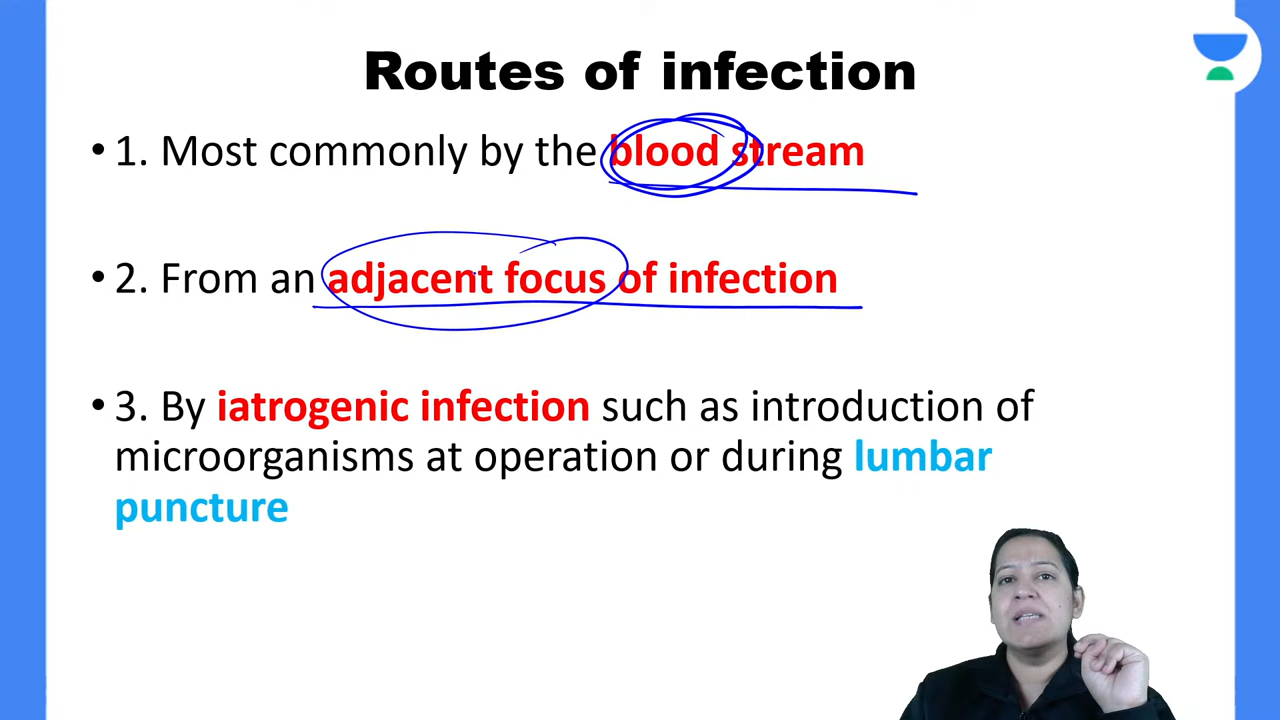 Routes of infection
• 1. Most commonly by the blood stream
• 2. From an adjacent focus of infection
• 3. By iatrogenic infection such as introduction of
microorganisms at operation or during lumbar
puncture